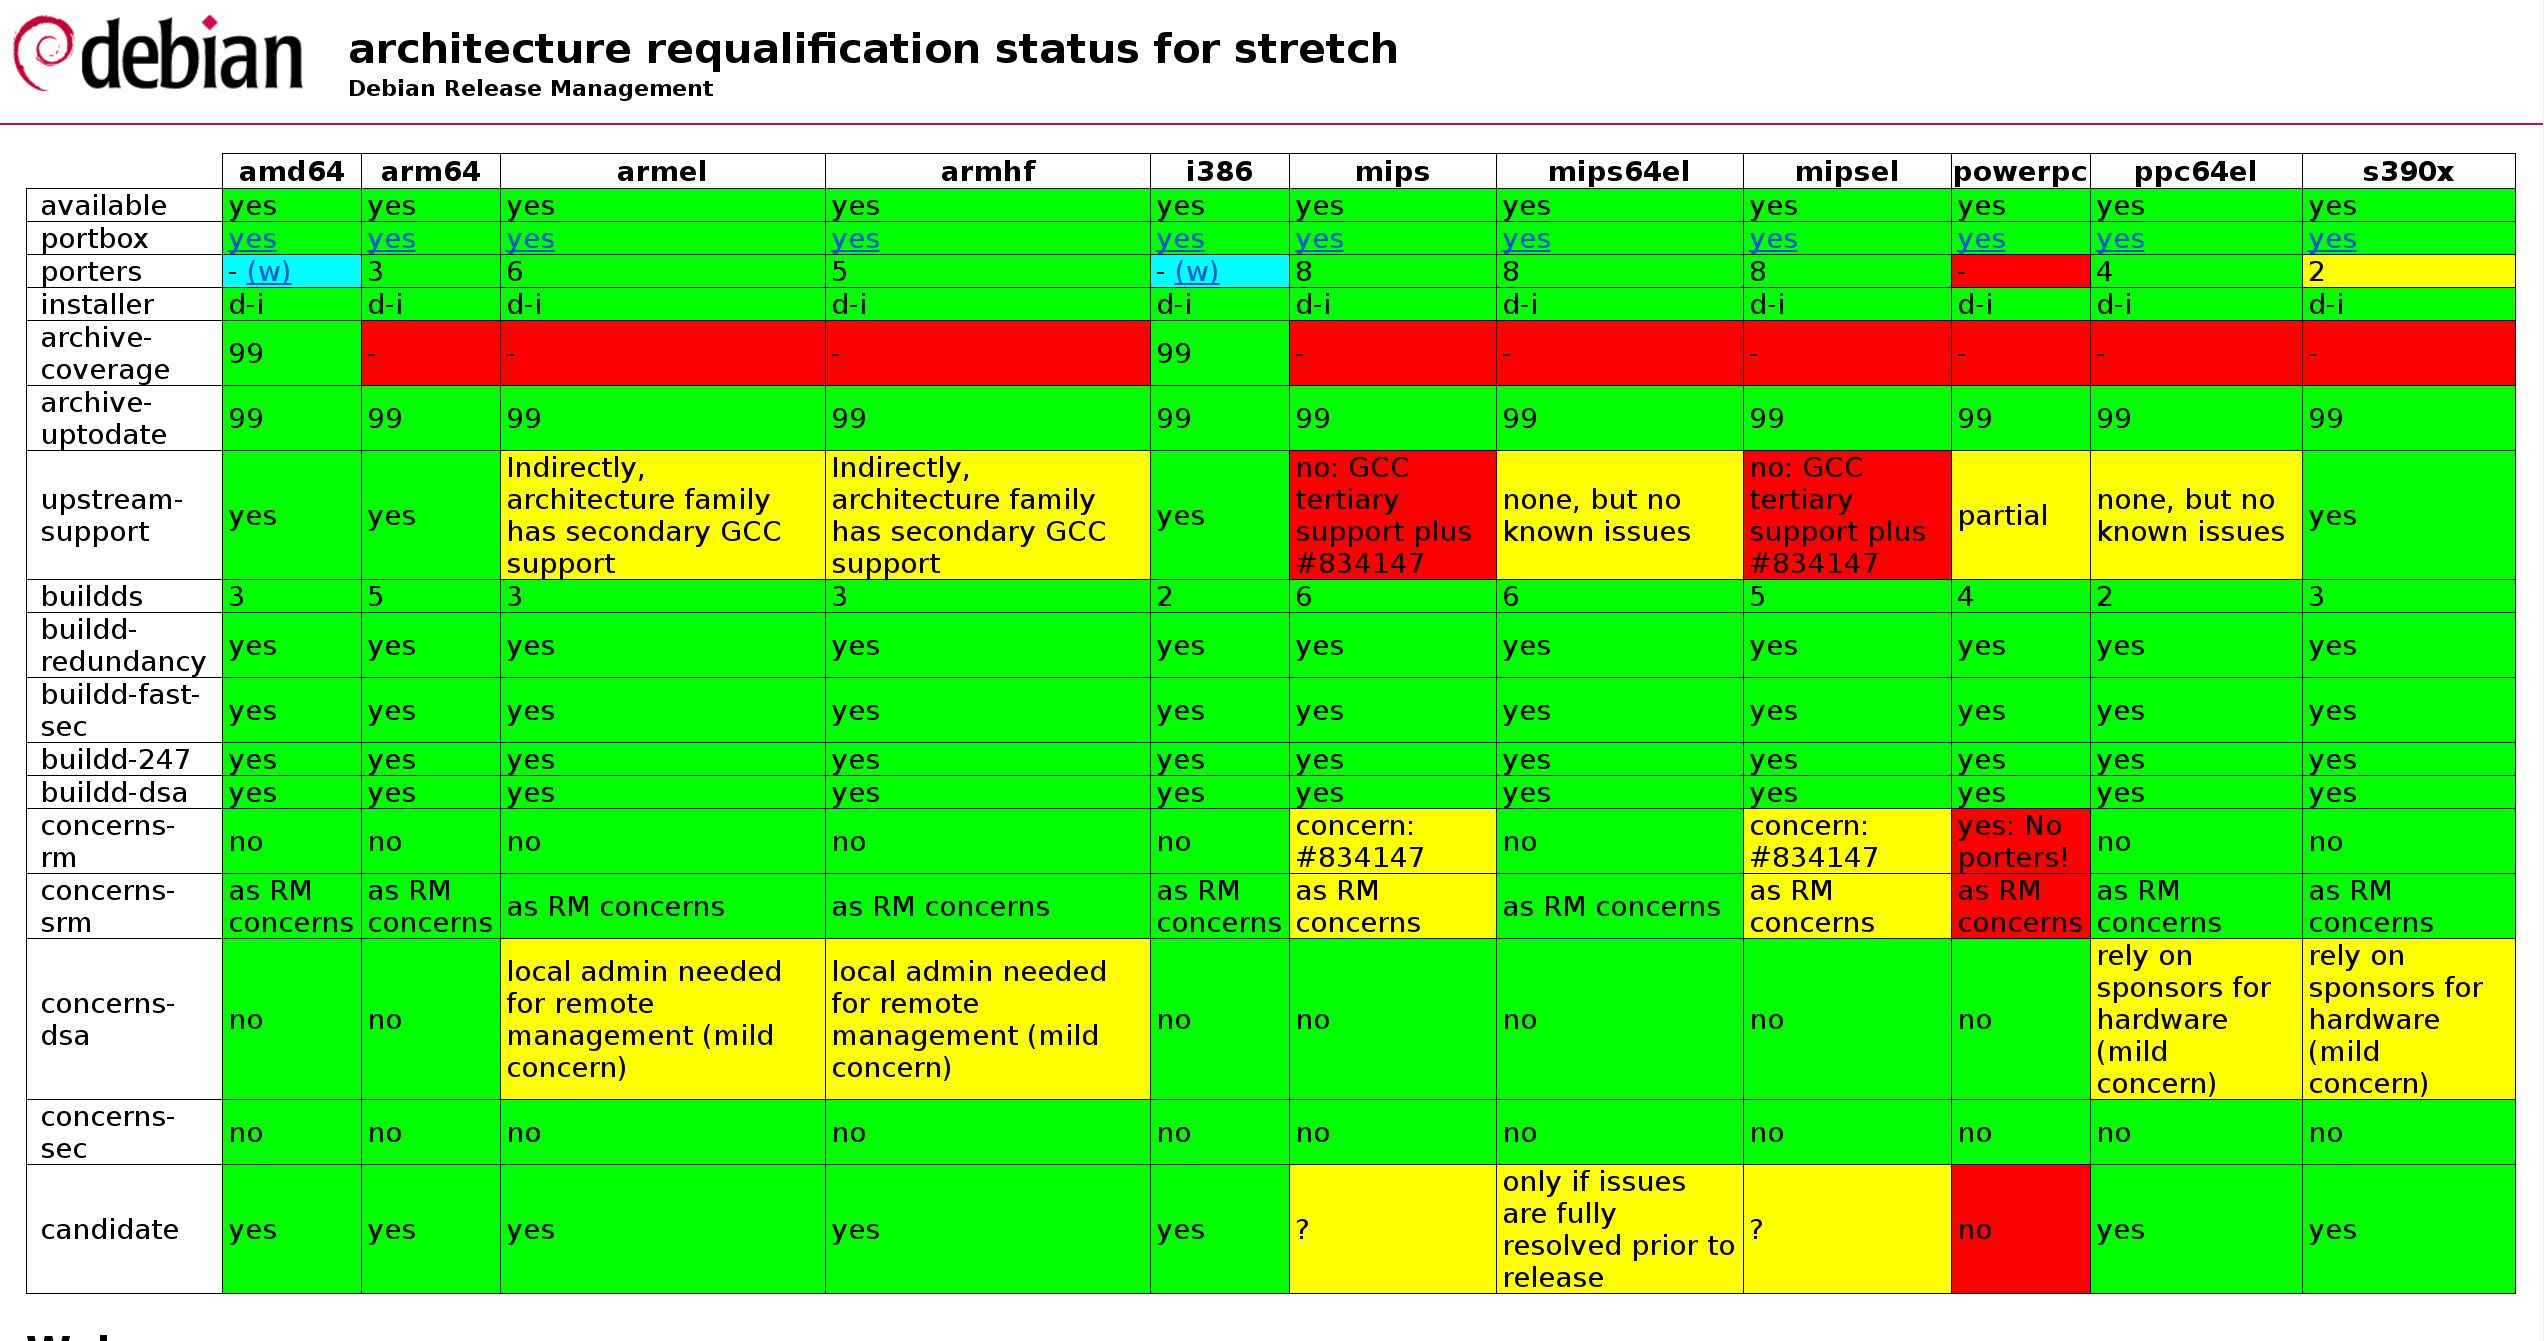 debian
architecture requalification status for stretch
Debian Release Management
amd64 arm64 armel armhf i386 mips mips64el mipsel powerpc ppc64el s390x
available yes yes yes yes yes yes yes yes yes yes yes
portbox yes yes yes yes yes yes yes yes yes yes yes
porters - (w) 3 6 5 - (w) 8 8 8 - 4 2
installer d-i d-i d-i d-i d-i d-i d-i d-i d-i d-i d-i
archive-
coverage
99 - - - 99 - - - - - -
archive-
uptodate
99 99 99 99 99 99 99 99 99 99 99
upstream-
support
yes
yes
Indirectly,
architecture family
has secondary GCC
support
Indirectly,
architecture family
has secondary GCC
support
yes
no: GCC
tertiary
support plus
#834147
none, but no
known issues
no: GCC
tertiary
support plus
#834147
partial
none, but no
known issues
yes
buildds 3 5 3 3 2 6 6 5 4 2 3
buildd-
redundancy
yes yes yes yes yes yes yes yes yes yes yes
buildd-fast-
sec
yes yes yes yes yes yes yes yes yes yes yes
buildd-247 yes yes yes yes yes yes yes yes yes yes yes
buildd-dsa yes yes yes yes yes yes yes yes yes yes yes
concerns-
rm
no
no
no
no
no
concern:
#834147
no
concern:
#834147
yes: No
porters!
no
no
concerns-
srm
as RM
concerns
as RM
concerns
as RM concerns
as RM concerns
as RM
concerns
as RM
concerns
as RM concerns
as RM
concerns
as RM
concerns
as RM
concerns
as RM
concerns
concerns-
dsa
no
no
local admin needed
for remote
management (mild
concern)
local admin needed
for remote
management (mild
concern)
no
no
no
no
no
rely on
sponsors for
hardware
(mild
concern)
rely on
sponsors for
hardware
(mild
concern)
concerns-
sec
no no no no no no no no no no no
candidate
yes
yes
yes
yes
yes
?
only if issues
are fully
resolved prior to
release
?
no
yes
yes